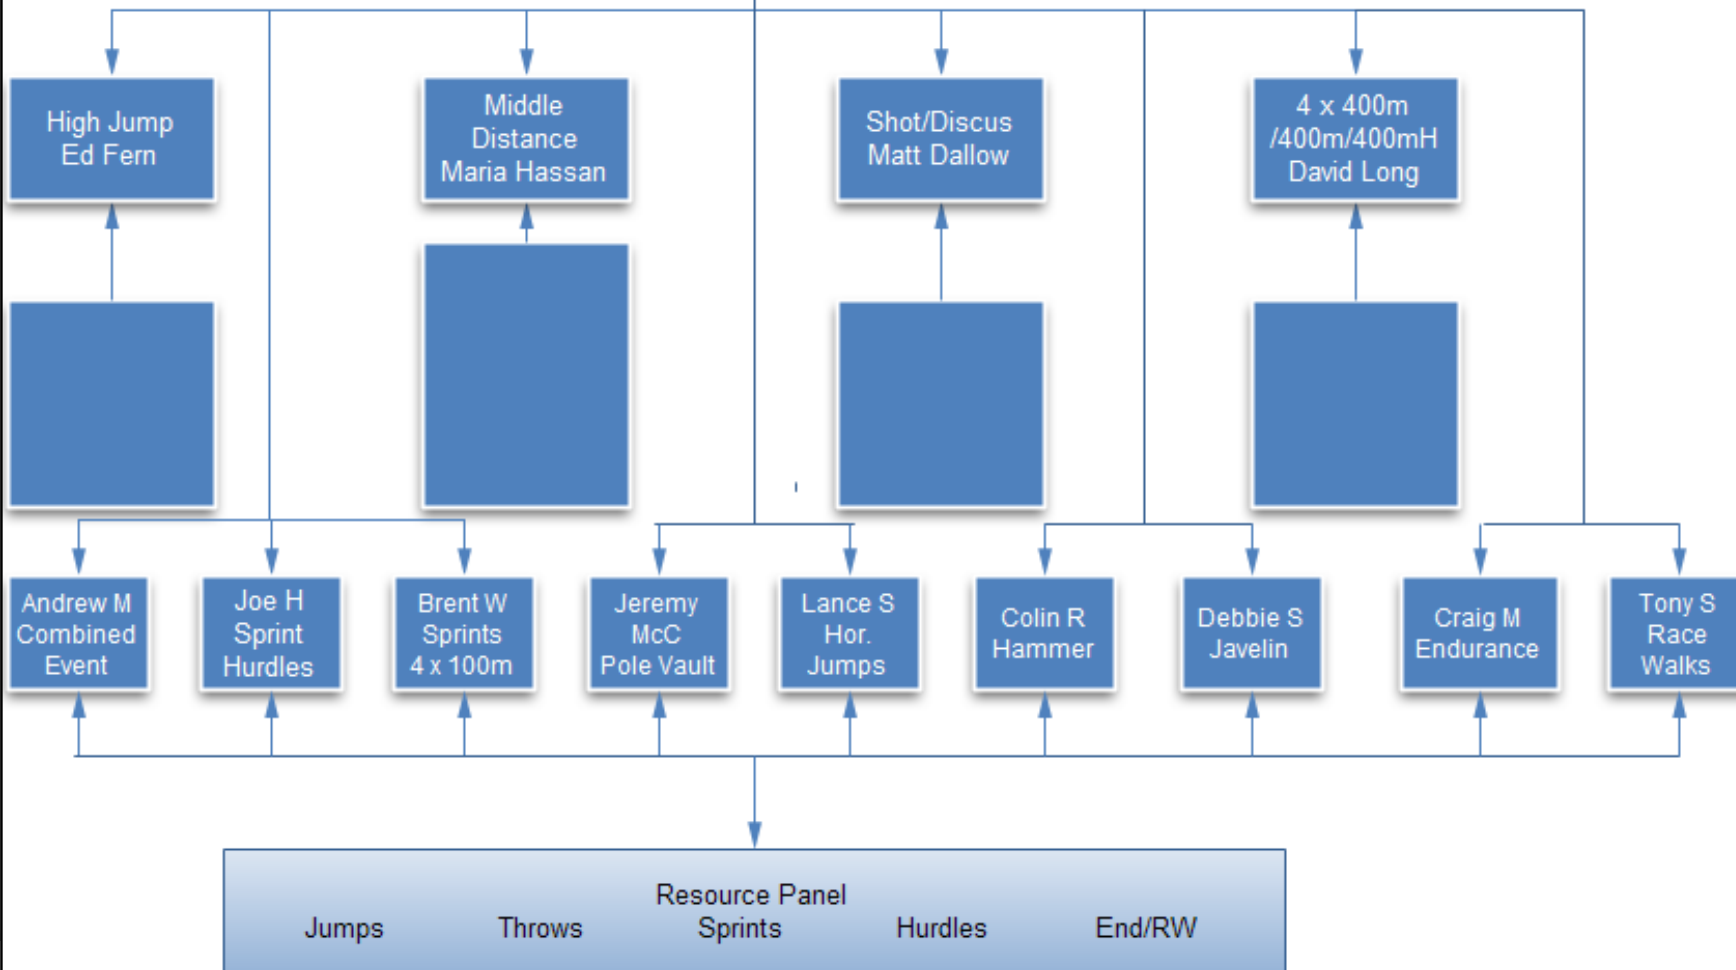 High Jump
Ed Fern
Middle
Distance
Maria Hassan
Shot/Discus
Matt Dallow
4 x 400m
/400m/400mH
David Long
Andrew M
Combined
Event
Joe H
Sprint
Hurdles
Brent W
Sprints
4 x 100m
Jeremy
McC
Pole Vault
Lance S
Hor.
Jumps
Colin R
Hammer
Debbie S
Javelin
Craig M
Endurance
Tony S
Race
Walks
Resource Panel
Jumps Throws Sprints Hurdles End/RW